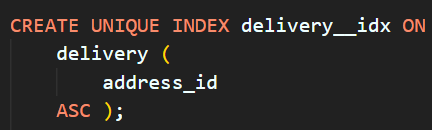 CREATE UNIQUE INDEX delivery__idx ON
delivery (
address_id
ASC );